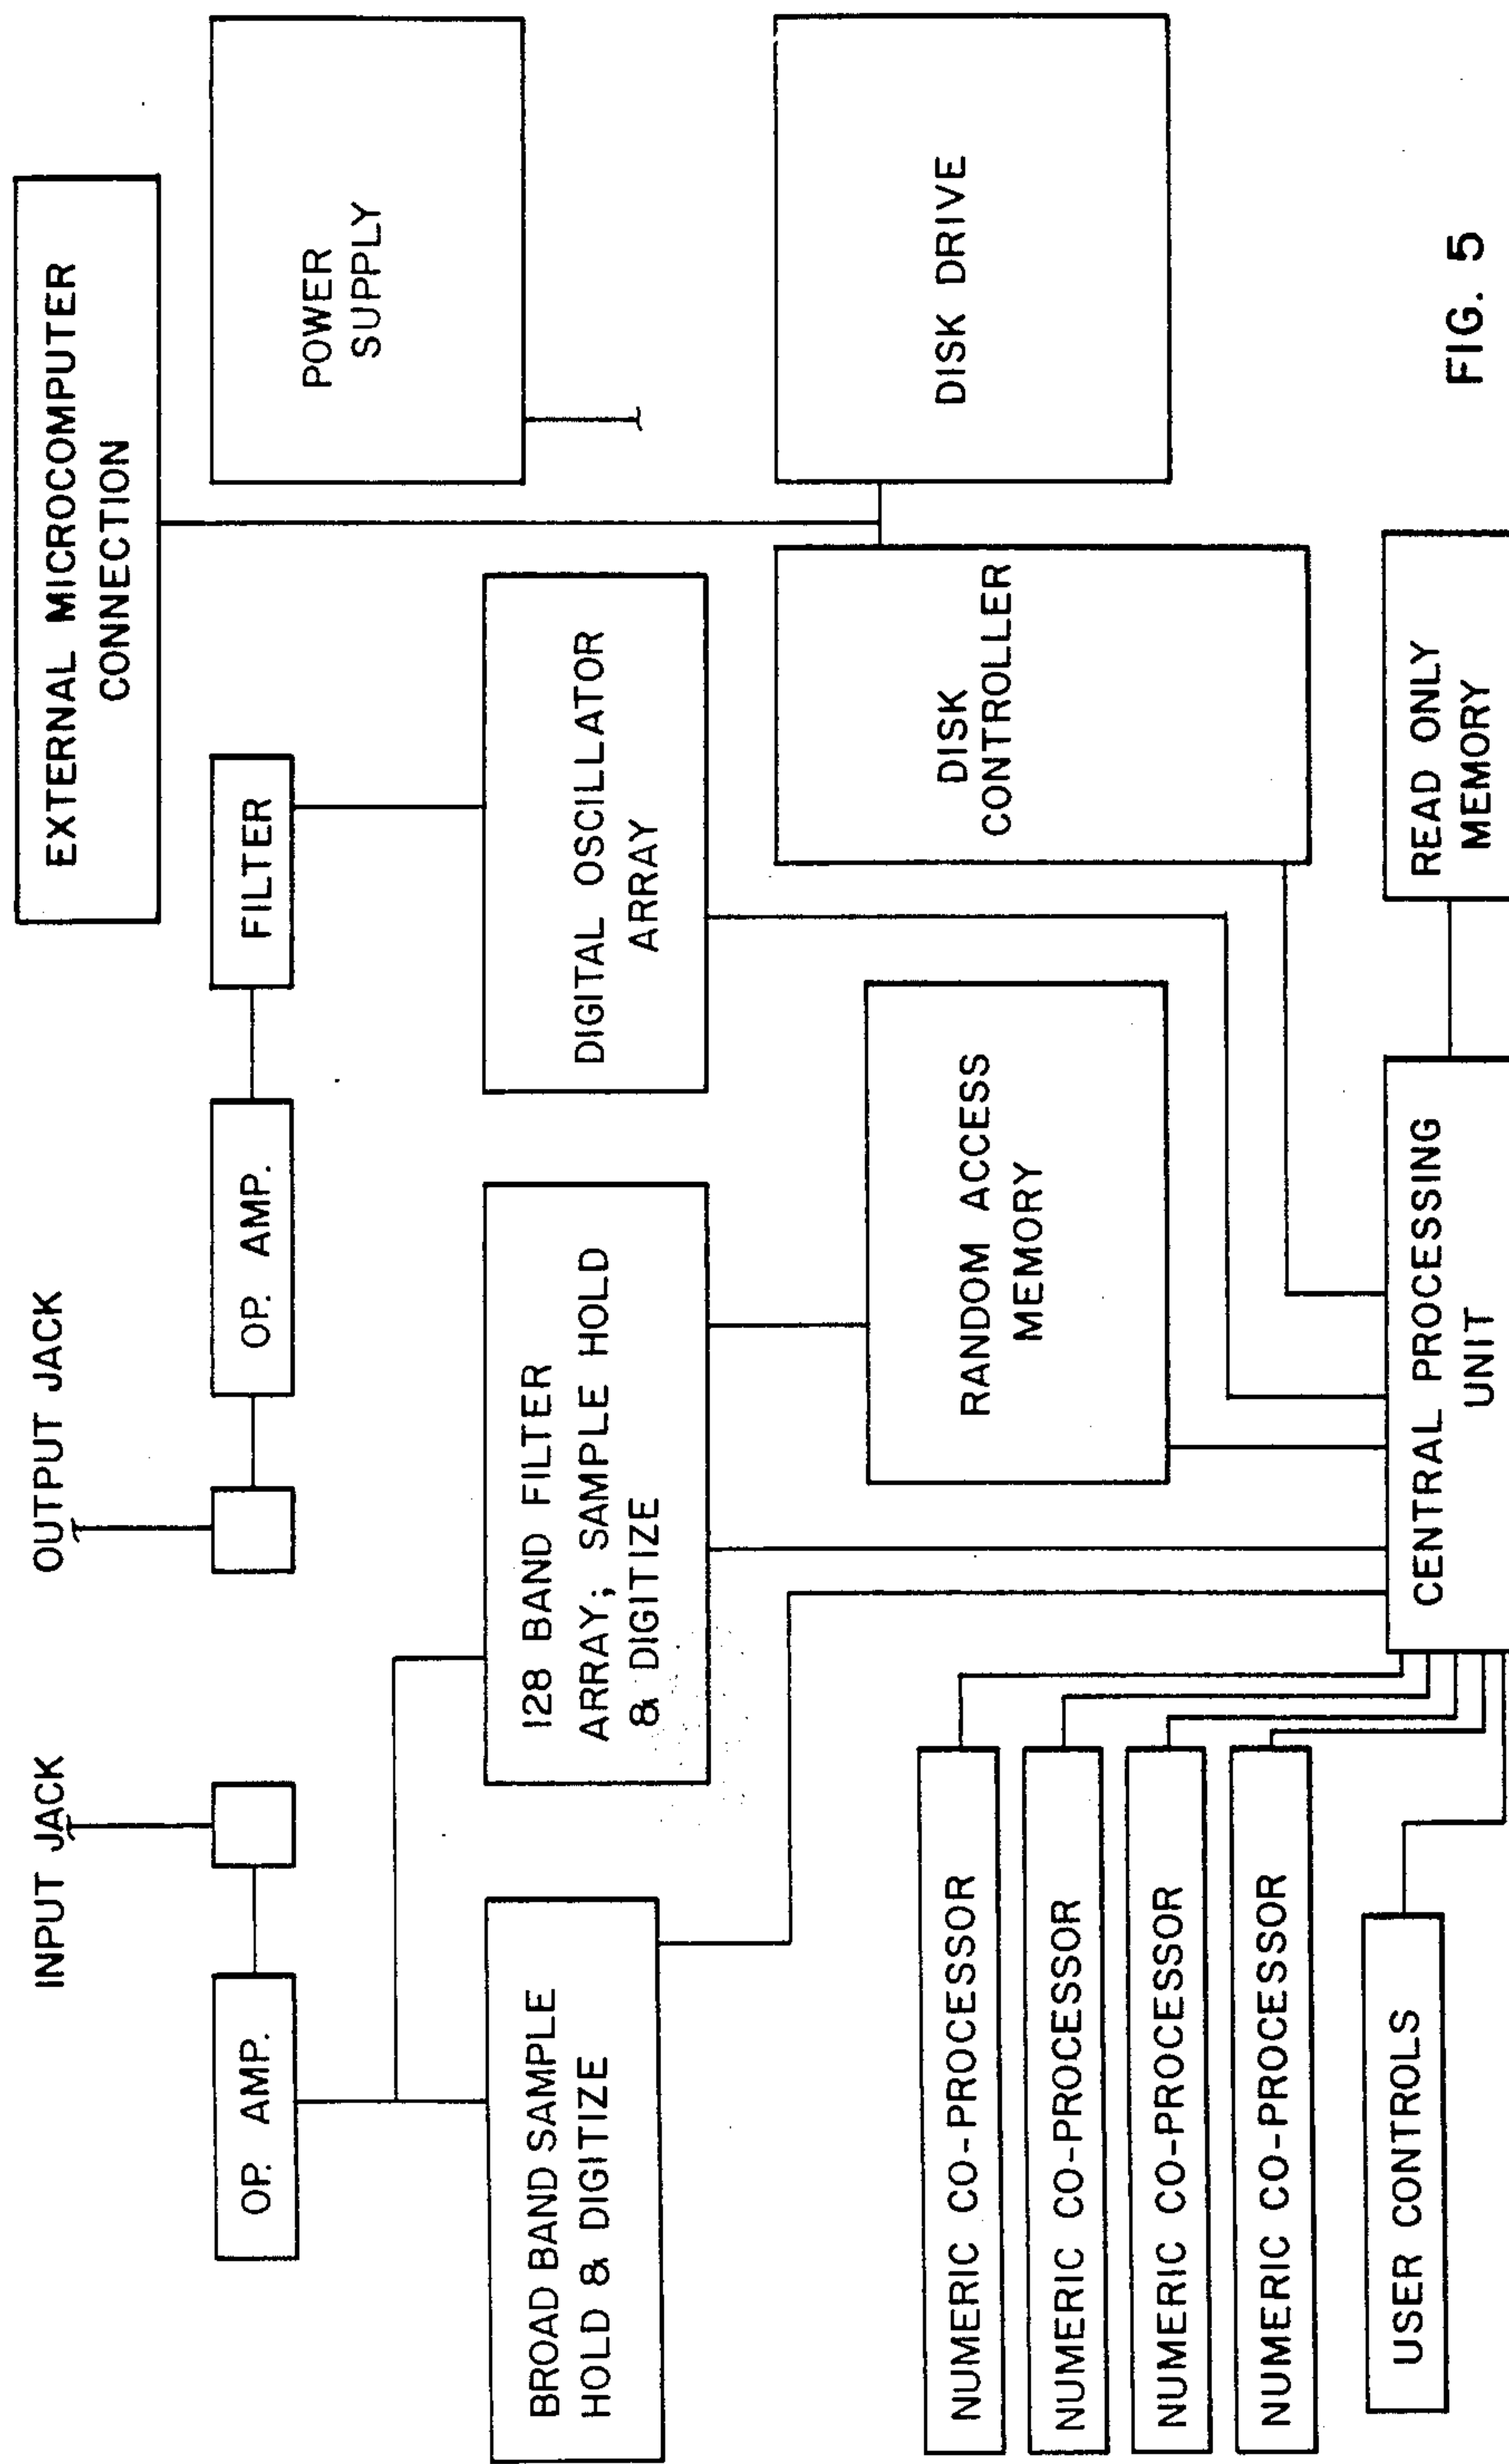 INPUT JACK
OUTPUT JACK
EXTERNAL MICROCOMPUTER
CONNECTION
OP. AMP.
OP. AMP.
FILTER
POWER
SUPPLY
BROAD BAND SAMPLE
HOLD & DIGITIZE
128 BAND FILTER
ARRAY; SAMPLE HOLD
& DIGITIZE
DIGITAL OSCILLATOR
ARRAY
RANDOM ACCESS
MEMORY
DISK
CONTROLLER
DISK DRIVE
NUMERIC CO-PROCESSOR
NUMERIC CO-PROCESSOR
NUMERIC CO-PROCESSOR
NUMERIC CO-PROCESSOR
USER CONTROLS
CENTRAL PROCESSING
UNIT
READ ONLY
MEMORY
FIG. 5